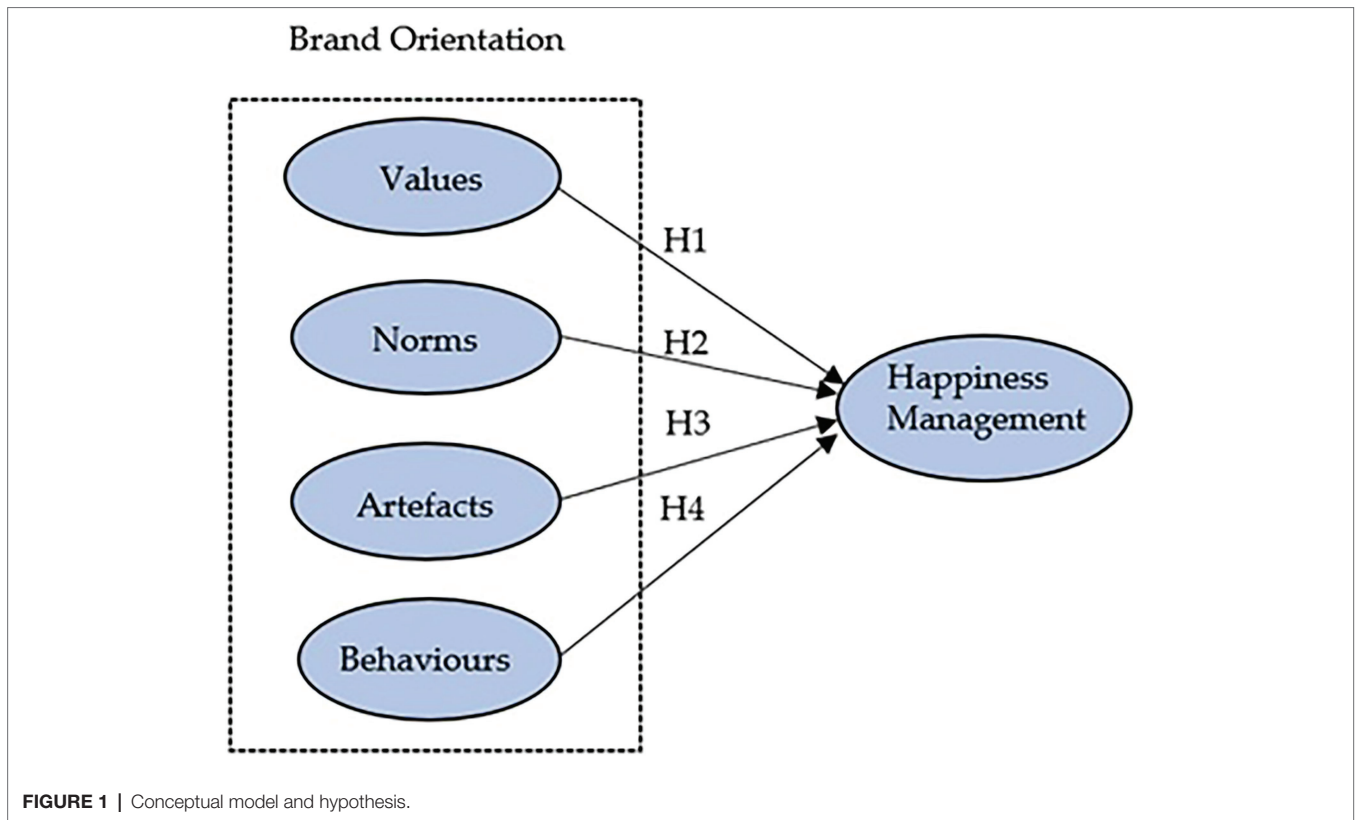 Brand Orientation
Values
H1
Norms
H2
Happiness
Management
H3
Artefacts
H4
Behaviours
FIGURE 1 | Conceptual model and hypothesis.